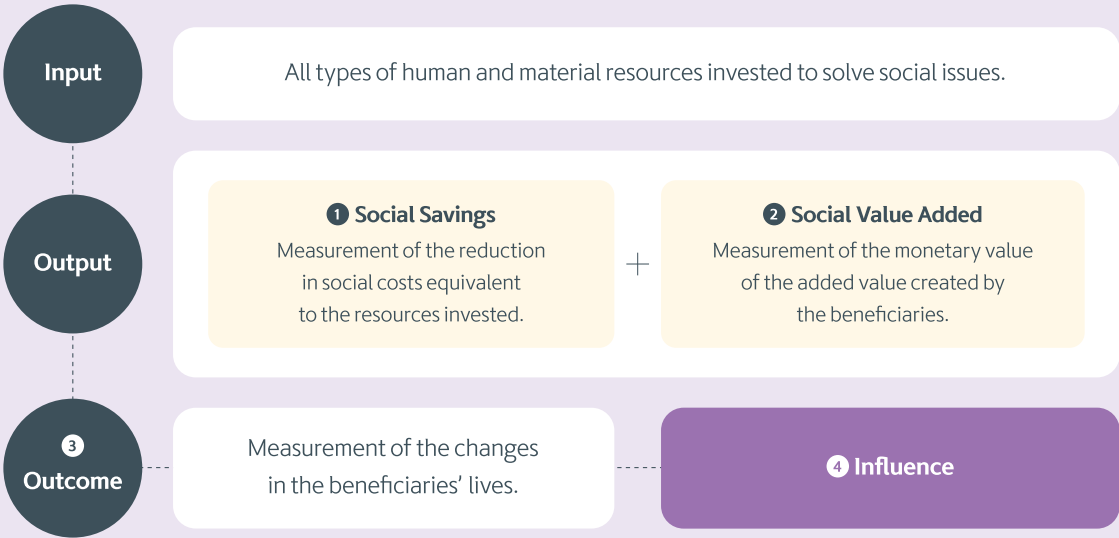 Input
All types of human and material resources invested to solve social issues.
Output
1 Social Savings
Measurement of the reduction
in social costs equivalent
to the resources invested.
+
2 Social Value Added
Measurement of the monetary value
of the added value created by
the beneficiaries.
3
Outcome
Measurement of the changes
in the beneficiaries’ lives.
4 Influence